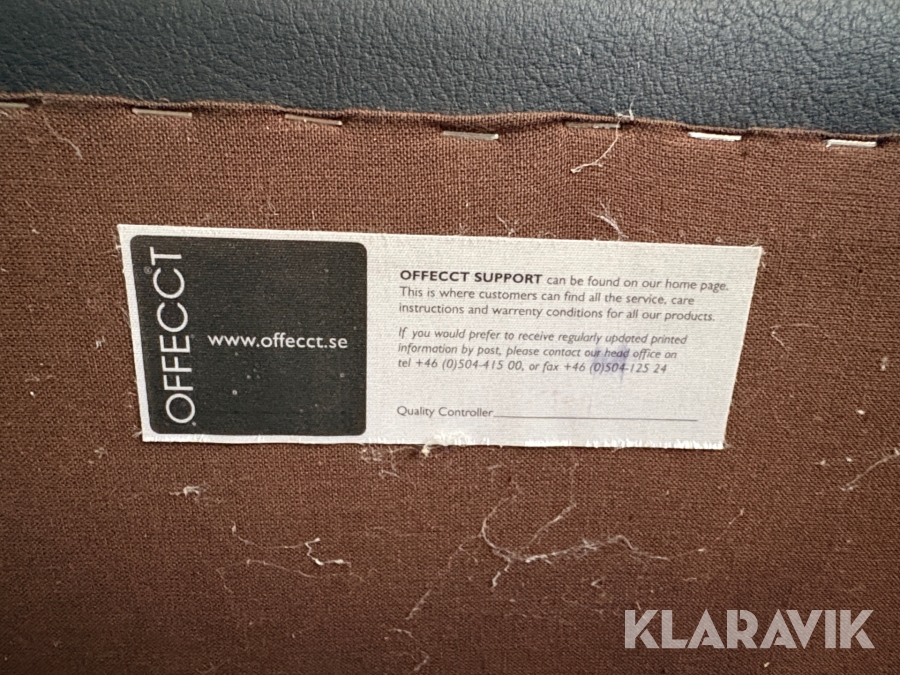 OFFECCT®
www.offecct.se
OFFECCT SUPPORT can be found on our home page.
This is where customers can find all the service, care
instructions and warrenty conditions for all our products.
If you would prefer to receive regularly updated printed
information by post, please contact our head office on
tel +46 (0)504-415 00, or fax +46 (0)504-125 24
Quality Controller
KLARAVIK